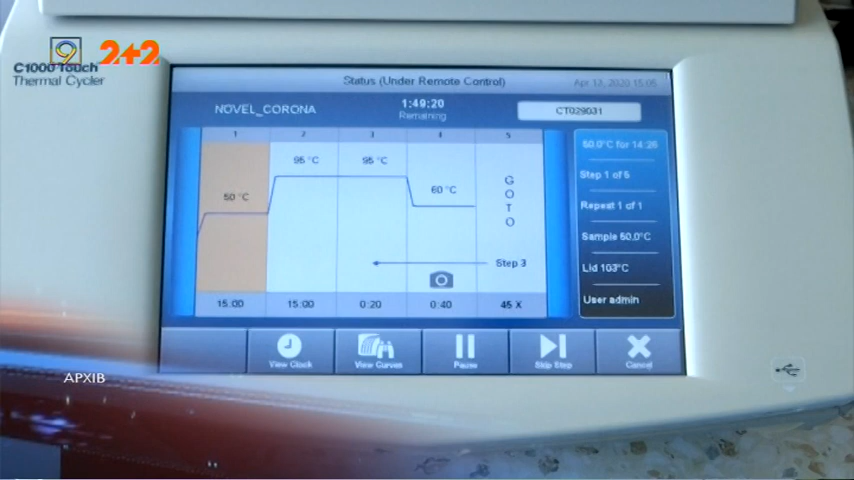 9 2+2
C1000 Touch
Thermal Cycler
Status (Under Remote Control)
Apr 12, 2020 15:05
NOVEL_CORONA
1:49:20
Remaining
CT029031
1 2 3 4 5
50 °C
95 °C
95 °C
60 °C
G
O
T
O
Step 3
15:00 15:00 0:20 0:40 45 X
50.0°C for 14:26
Step 1 of 5
Repeat 1 of 1
Sample 50.0°C
Lid 103°C
User admin
View Clock
View Curves
Pause
Skip Step
Cancel
АРХІВ